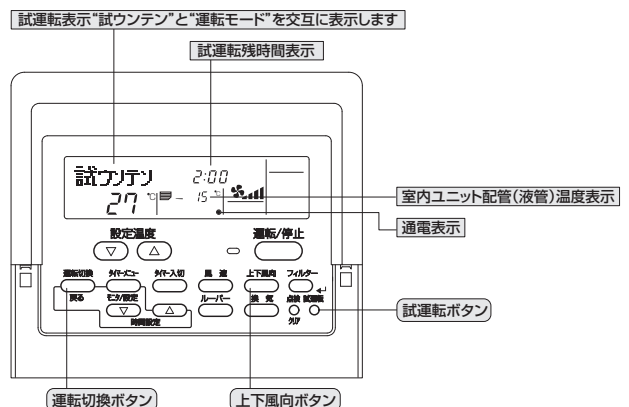 試運転表示“試ウンテン”と“運転モード”を交互に表示します
試運転残時間表示
試ウンテン
2:00
27 ℃
15 ℃
室内ユニット配管(液管)温度表示
通電表示
設定温度
運転/停止
▽ △
運転切換 タイマーメニュー タイマー入切 風 速 上下風向 フィルター
戻る モニタ/設定 ルーバー 換 気 点検 試運転
▽ △
時間設定
クリア
試運転ボタン
運転切換ボタン
上下風向ボタン